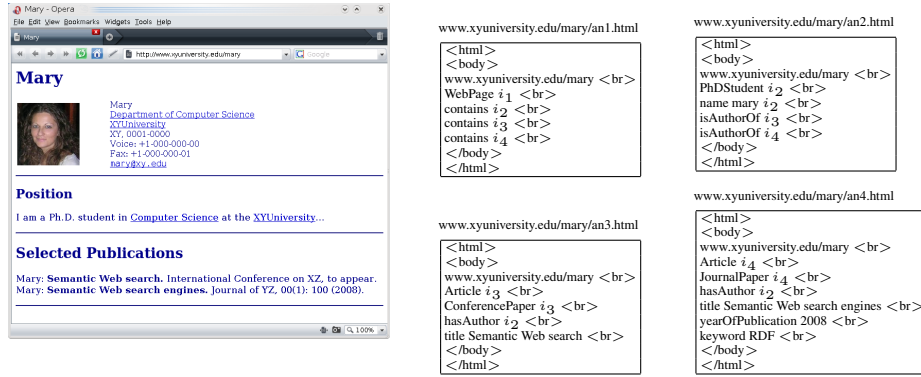 Mary - Opera
File Edit View Bookmarks Widgets Tools Help
Mary
http://www.xyuniversity.edu/mary
Google
Mary
Mary
Department of Computer Science
XYUniversity
XY, 0001-0000
Voice: +1-000-000-00
Fax: +1-000-000-01
mary@xy.edu
Position
I am a Ph.D. student in Computer Science at the XYUniversity...
Selected Publications
Mary: Semantic Web search. International Conference on XZ, to appear.
Mary: Semantic Web search engines. Journal of YZ, 00(1): 100 (2008).
100%
www.xyuniversity.edu/mary/an1.html
<html>
<body>
www.xyuniversity.edu/mary <br>
WebPage i1 <br>
contains i2 <br>
contains i3 <br>
contains i4 <br>
</body>
</html>
www.xyuniversity.edu/mary/an2.html
<html>
<body>
www.xyuniversity.edu/mary <br>
PhDStudent i2 <br>
name mary i2 <br>
isAuthorOf i3 <br>
isAuthorOf i4 <br>
</body>
</html>
www.xyuniversity.edu/mary/an3.html
<html>
<body>
www.xyuniversity.edu/mary <br>
Article i3 <br>
ConferencePaper i3 <br>
hasAuthor i2 <br>
title Semantic Web search <br>
</body>
</html>
www.xyuniversity.edu/mary/an4.html
<html>
<body>
www.xyuniversity.edu/mary <br>
Article i4 <br>
JournalPaper i4 <br>
hasAuthor i2 <br>
title Semantic Web search engines <br>
yearOfPublication 2008 <br>
keyword RDF <br>
</body>
</html>